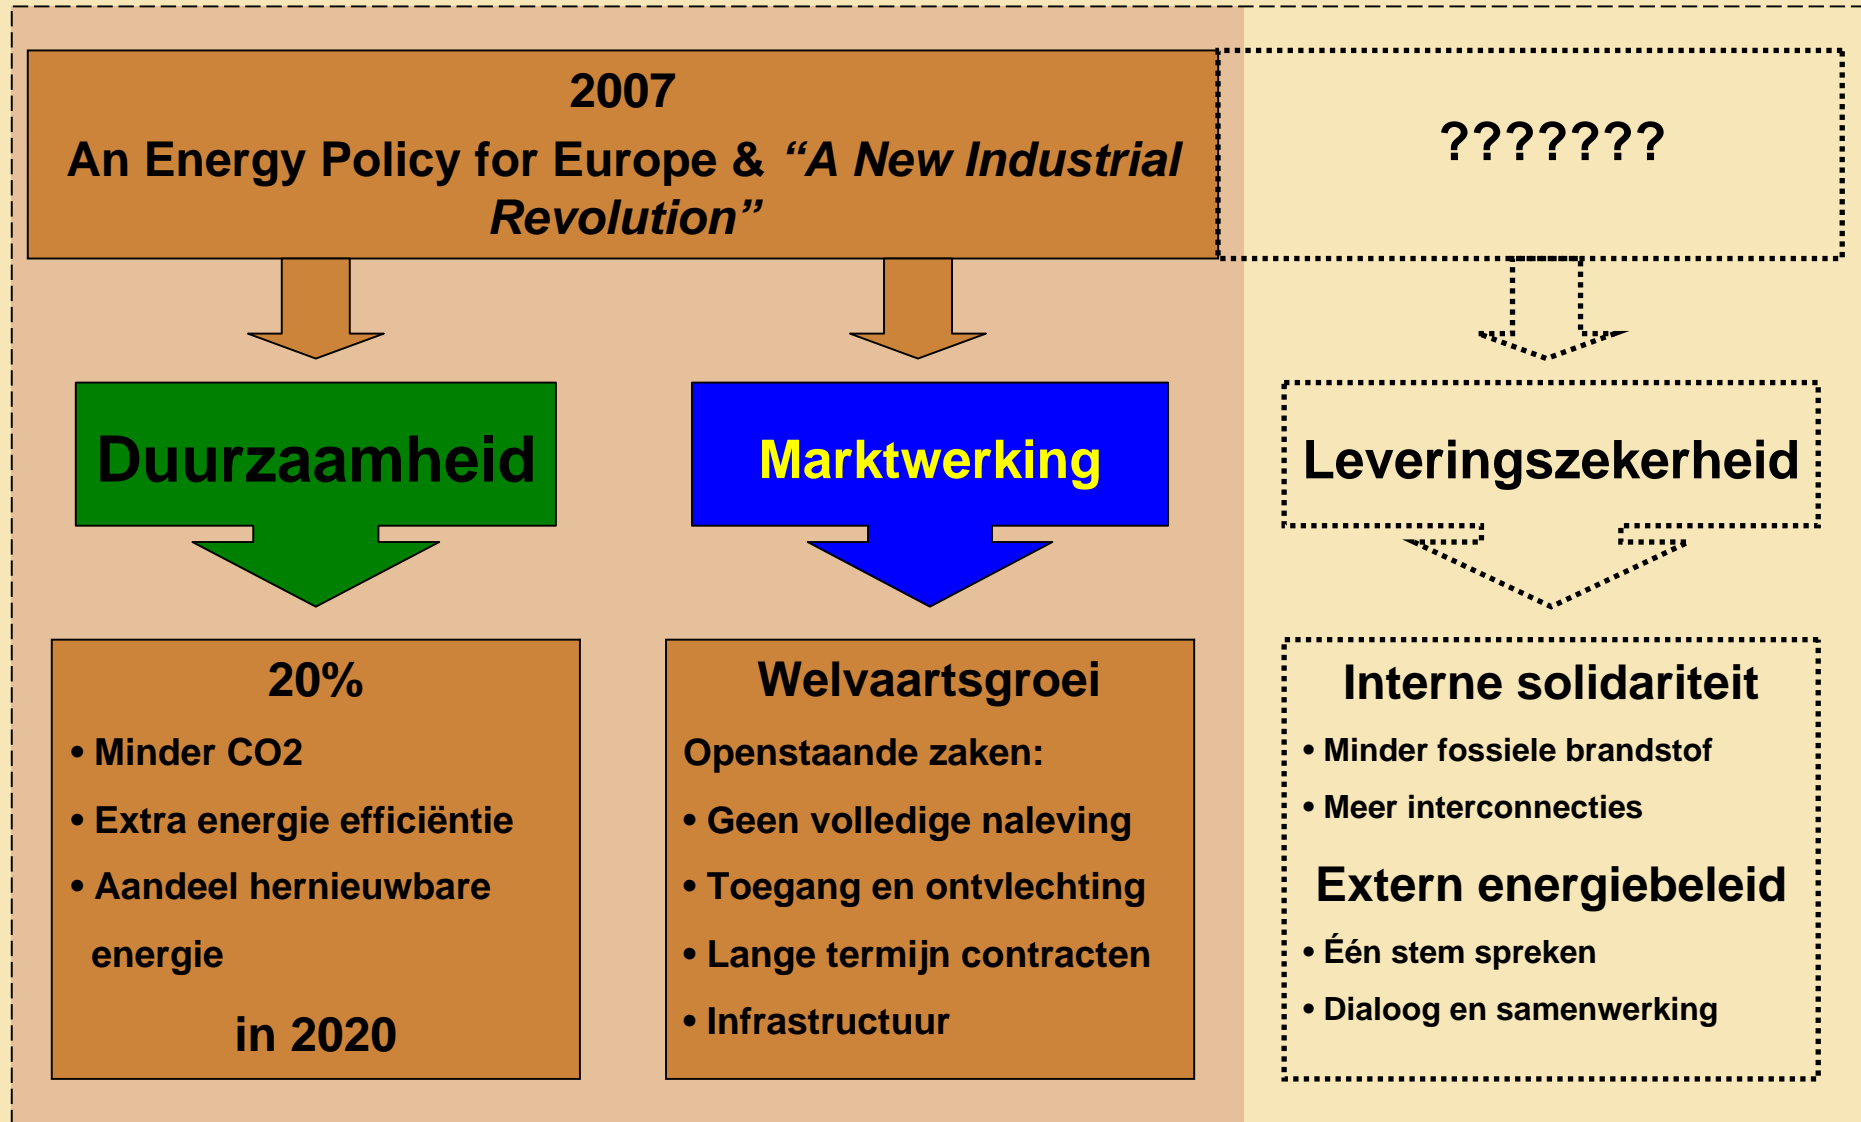 2007
An Energy Policy for Europe & “A New Industrial
Revolution”
???????
Duurzaamheid
Marktwerking
Leveringszekerheid
20%
• Minder CO2
• Extra energie efficiëntie
• Aandeel hernieuwbare
energie
in 2020
Welvaartsgroei
Openstaande zaken:
• Geen volledige naleving
• Toegang en ontvlechting
• Lange termijn contracten
• Infrastructuur
Interne solidariteit
• Minder fossiele brandstof
• Meer interconnecties
Extern energiebeleid
• Één stem spreken
• Dialoog en samenwerking